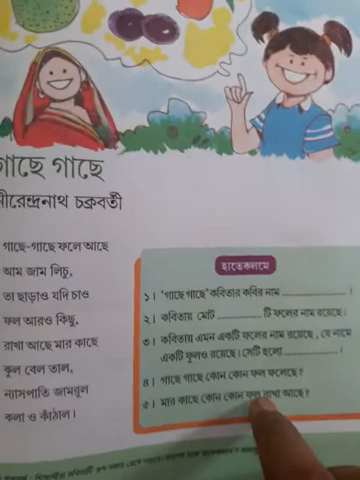 গাছে গাছে
নীরেন্দ্রনাথ চক্রবর্তী
গাছে-গাছে ফলে আছে
আম জাম লিচু,
তা ছাড়াও যদি চাও
ফল আরও কিছু,
রাখা আছে মার কাছে
কুল বেল তাল,
ন্যাসপাতি জামরুল
কলা ও কাঁঠাল।
হাতেকলমে
১। 'গাছে গাছে' কবিতার কবির নাম ............... ।
২। কবিতায় মোট ............... টি ফলের নাম রয়েছে।
৩। কবিতায় এমন একটি ফলের নাম রয়েছে, যে নামে
একটি ফুলও রয়েছে। সেটি হলো ............... ।
৪। গাছে গাছে কোন কোন ফল ফলেছে?
৫। মার কাছে কোন কোন ফল রাখা আছে?